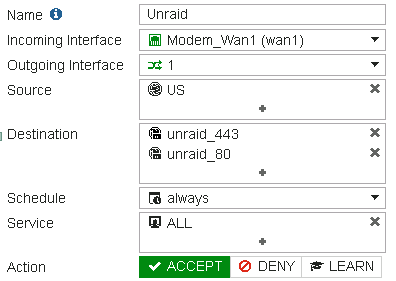 Name Unraid
Incoming Interface Modem_Wan1 (wan1)
Outgoing Interface 1
Source US
+
Destination unraid_443
unraid_80
+
Schedule always
Service ALL
+
Action ACCEPT DENY LEARN